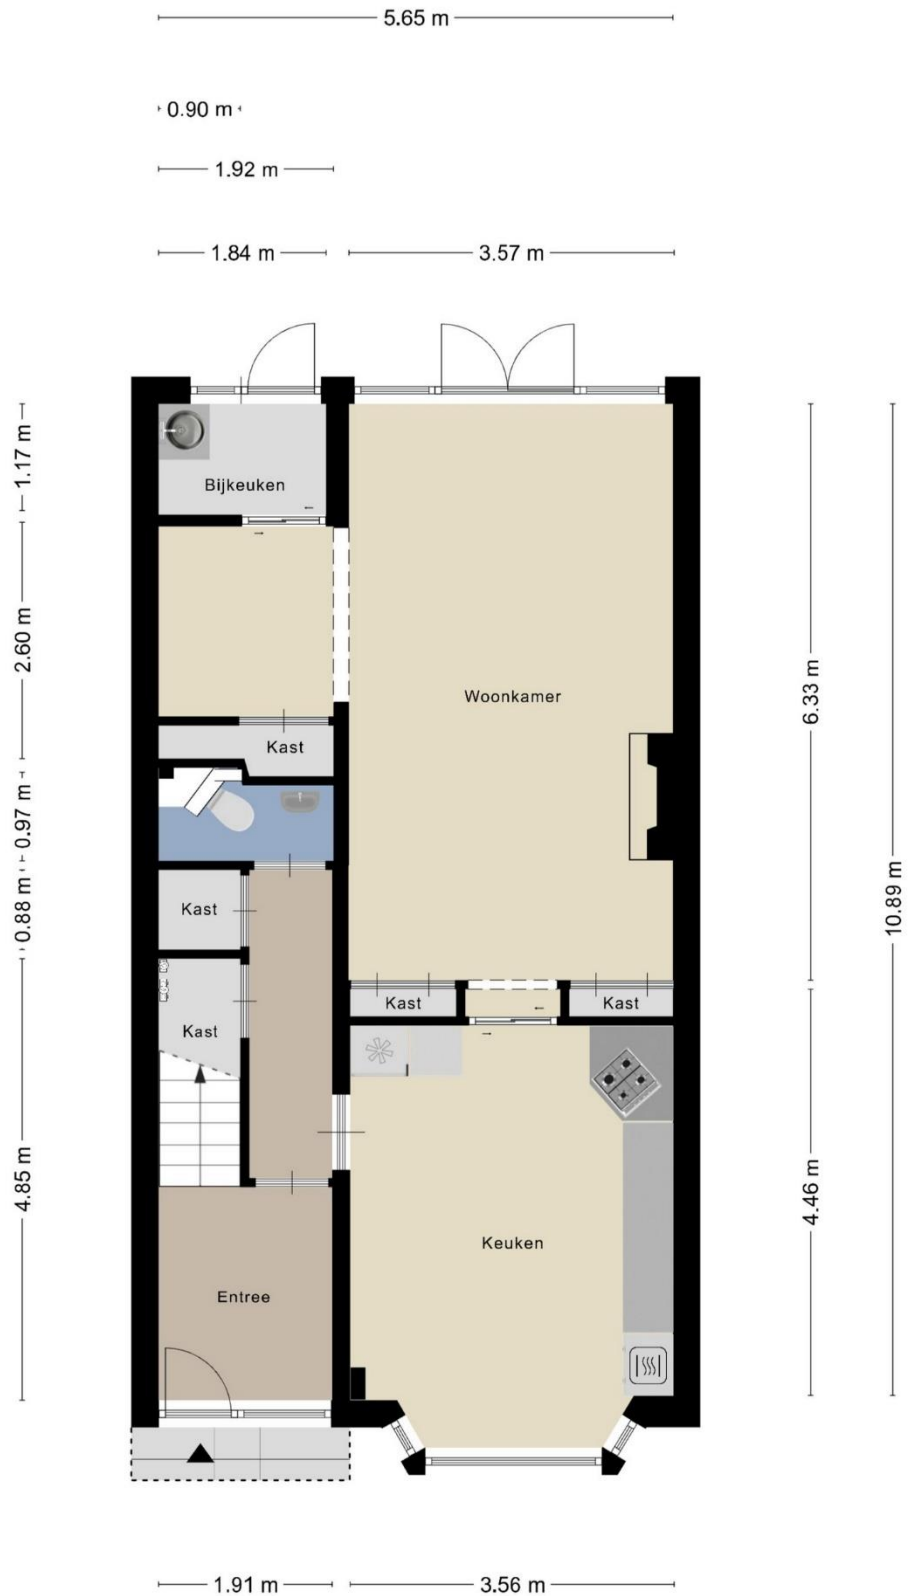 5.65 m
0.90 m
1.92 m
1.84 m
3.57 m
1.17 m
Bijkeuken
2.60 m
Woonkamer
6.33 m
Kast
0.97 m
0.88 m
Kast
10.89 m
Kast
Kast
Kast
4.85 m
4.46 m
Keuken
Entree
1.91 m
3.56 m